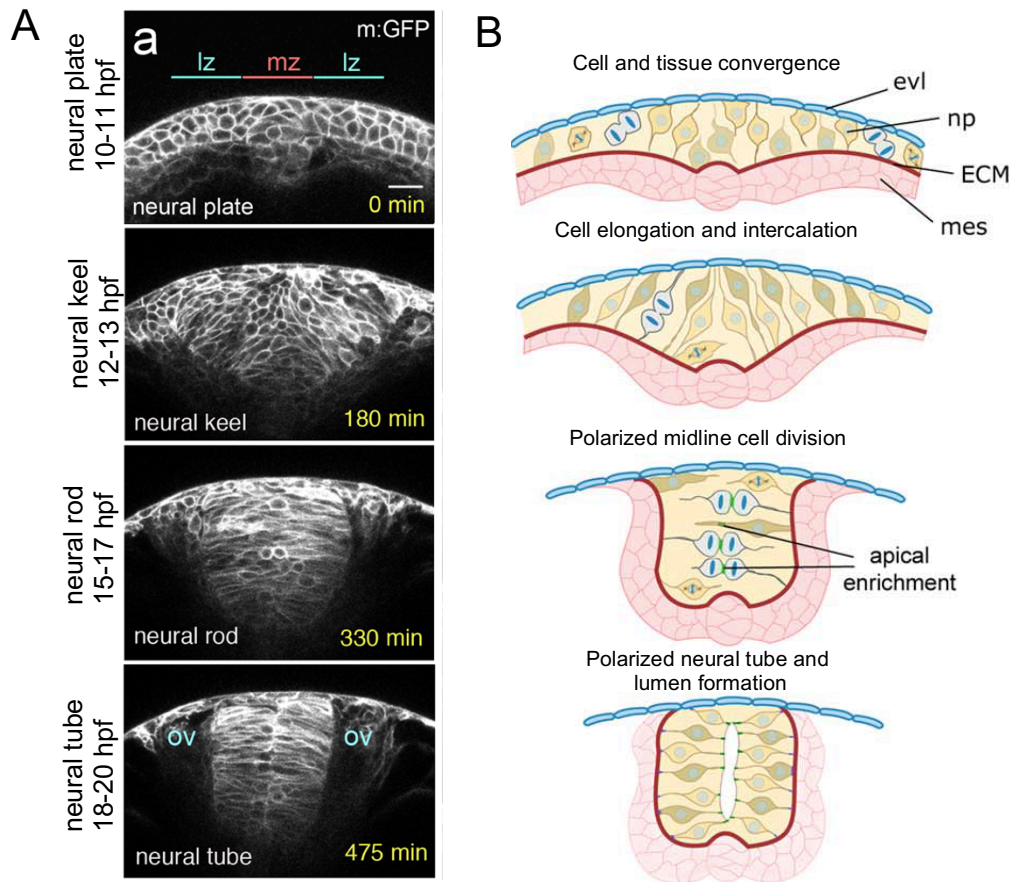 A
neural plate
10-11 hpf
a
m:GFP
lz
mz
lz
neural plate
0 min
neural keel
12-13 hpf
neural keel
180 min
neural rod
15-17 hpf
neural rod
330 min
neural tube
18-20 hpf
ov
ov
neural tube
475 min
B
Cell and tissue convergence
evl
np
ECM
mes
Cell elongation and intercalation
Polarized midline cell division
apical
enrichment
Polarized neural tube and
lumen formation